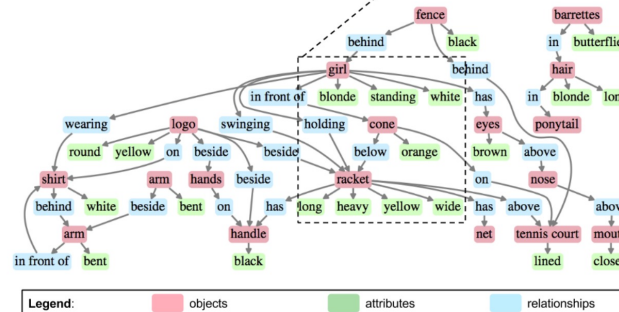 fence barrettes
behind black in butterflie
girl behind hair
in front of blonde standing white has in blonde lon
wearing logo swinging holding cone eyes ponytail
round yellow on beside beside below orange brown above
shirt arm hands beside racket on nose
behind white beside bent on has long heavy yellow wide has above abov
arm handle net tennis court mout
in front of bent black lined close
Legend: objects attributes relationships